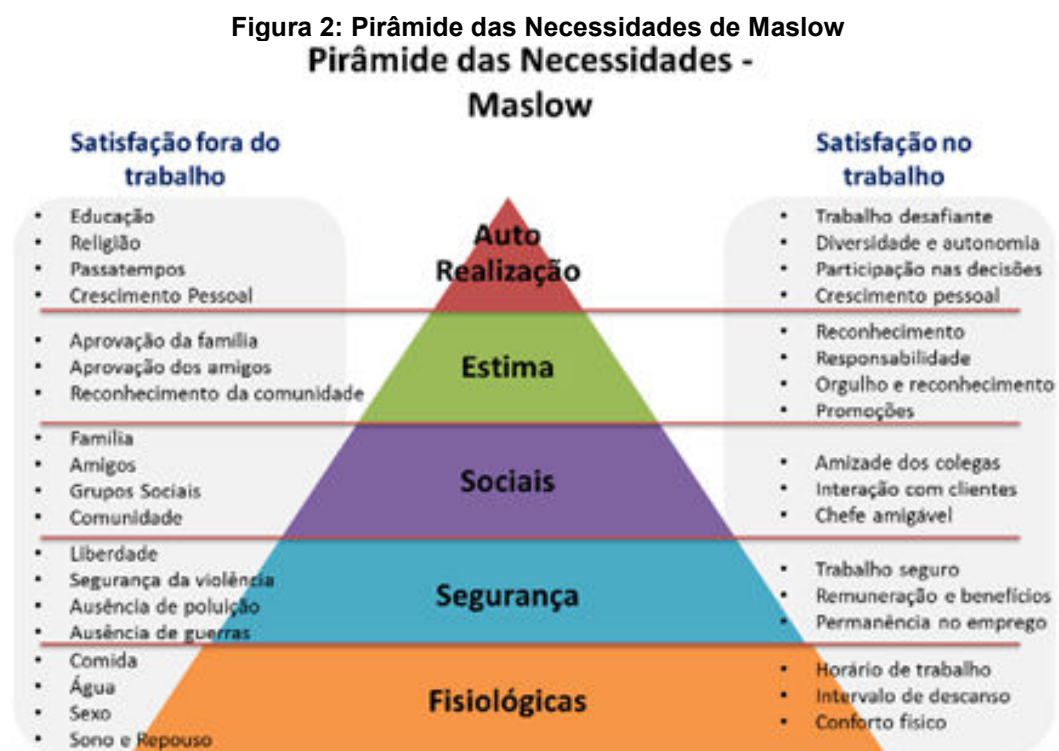 Figura 2: Pirâmide das Necessidades de Maslow
Pirâmide das Necessidades -
Maslow
Satisfação fora do
trabalho
• Educação
• Religião
• Passatempos
• Crescimento Pessoal
• Aprovação da família
• Aprovação dos amigos
• Reconhecimento da comunidade
• Família
• Amigos
• Grupos Sociais
• Comunidade
• Liberdade
• Segurança da violência
• Ausência de poluição
• Ausência de guerras
• Comida
• Água
• Sexo
• Sono e Repouso
Auto
Realização
Estima
Sociais
Segurança
Fisiológicas
Satisfação no
trabalho
• Trabalho desafiante
• Diversidade e autonomia
• Participação nas decisões
• Crescimento pessoal
• Reconhecimento
• Responsabilidade
• Orgulho e reconhecimento
• Promoções
• Amizade dos colegas
• Interação com clientes
• Chefe amigável
• Trabalho seguro
• Remuneração e benefícios
• Permanência no emprego
• Horário de trabalho
• Intervalo de descanso
• Conforto físico